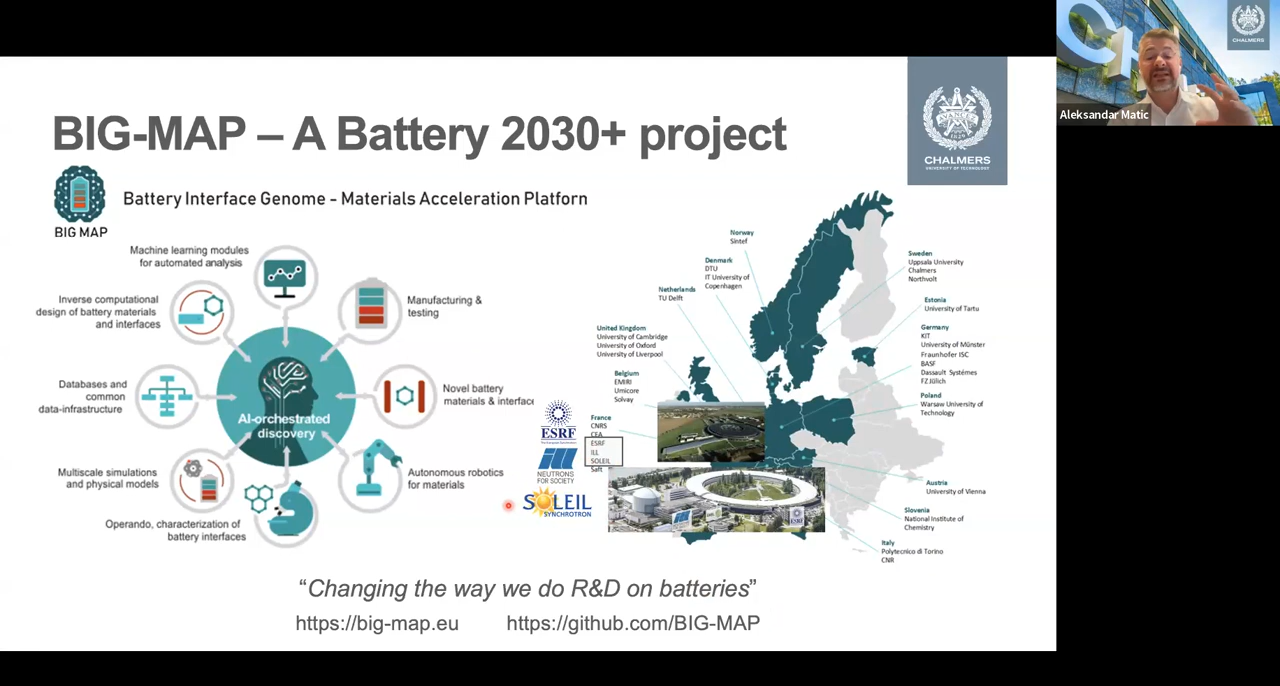 BIG-MAP – A Battery 2030+ project
CHALMERS
UNIVERSITY OF TECHNOLOGY
AVANCEZ
Aleksandar Matic
CHALMERS
CH
BIG MAP
Battery Interface Genome - Materials Acceleration Platforn
Machine learning modules
for automated analysis
Inverse computational
design of battery materials
and interfaces
Databases and
common
data-infrastructure
Multiscale simulations
and physical models
Operando, characterization of
battery interfaces
AI-orchestrated
discovery
Manufacturing &
testing
Novel battery
materials & interface
Autonomous robotics
for materials
ESRF
NEUTRONS
FOR SOCIETY
SOLEIL
SYNCHROTRON
Norway
Sintef
Denmark
DTU
IT University of
Copenhagen
Netherlands
TU Delft
United Kingdom
University of Cambridge
University of Oxford
University of Liverpool
Belgium
EMIRI
Umicore
Solvay
France
CNRS
CEA
ESRF
ILL
SOLEIL
Saft
Sweden
Uppsala University
Chalmers
Northvolt
Estonia
University of Tartu
Germany
KIT
University of Münster
Fraunhofer ISC
BASF
Dassault Systémes
FZ Jülich
Poland
Warsaw University of
Technology
Austria
University of Vienna
Slovenia
National Institute of
Chemistry
Italy
Polytecnico di Torino
CNR
ESRF
“Changing the way we do R&D on batteries”
https://big-map.eu
https://github.com/BIG-MAP